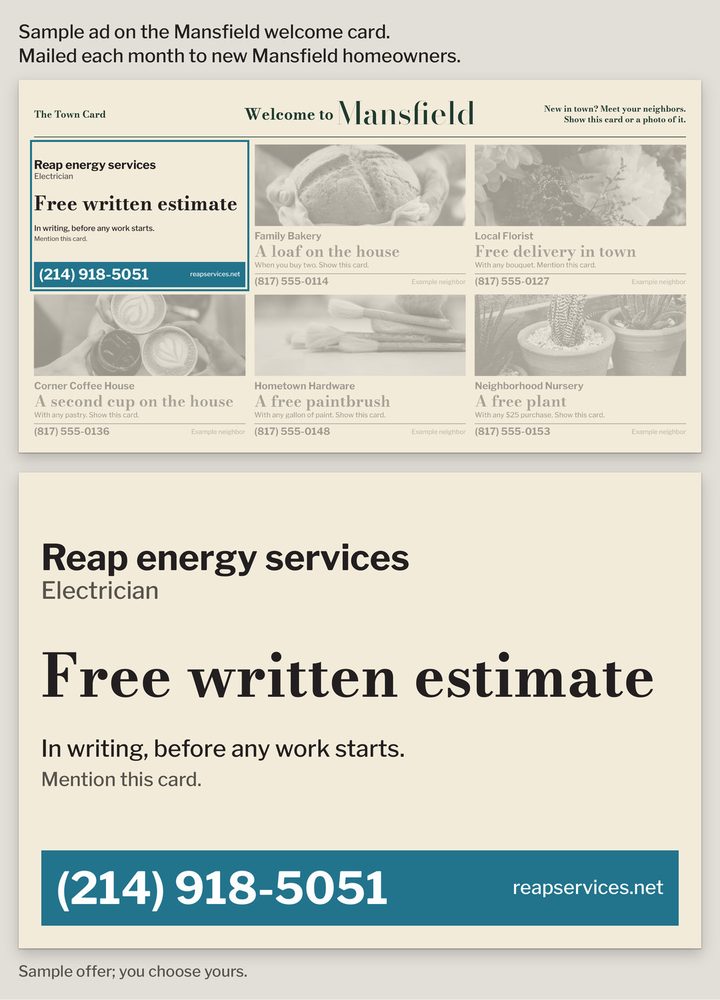 Sample ad on the Mansfield welcome card.
Mailed each month to new Mansfield homeowners.
The Town Card
Welcome to Mansfield
New in town? Meet your neighbors.
Show this card or a photo of it.
Reap energy services
Electrician
Free written estimate
In writing, before any work starts.
Mention this card.
(214) 918-5051
reapservices.net
Family Bakery
A loaf on the house
When you buy two. Show this card.
(817) 555-0114
Example neighbor
Local Florist
Free delivery in town
With any bouquet. Mention this card.
(817) 555-0127
Example neighbor
Corner Coffee House
A second cup on the house
With any pastry. Show this card.
(817) 555-0136
Example neighbor
Hometown Hardware
A free paintbrush
With any gallon of paint. Show this card.
(817) 555-0148
Example neighbor
Neighborhood Nursery
A free plant
With any $25 purchase. Show this card.
(817) 555-0153
Example neighbor
Reap energy services
Electrician
Free written estimate
In writing, before any work starts.
Mention this card.
(214) 918-5051
reapservices.net
Sample offer; you choose yours.